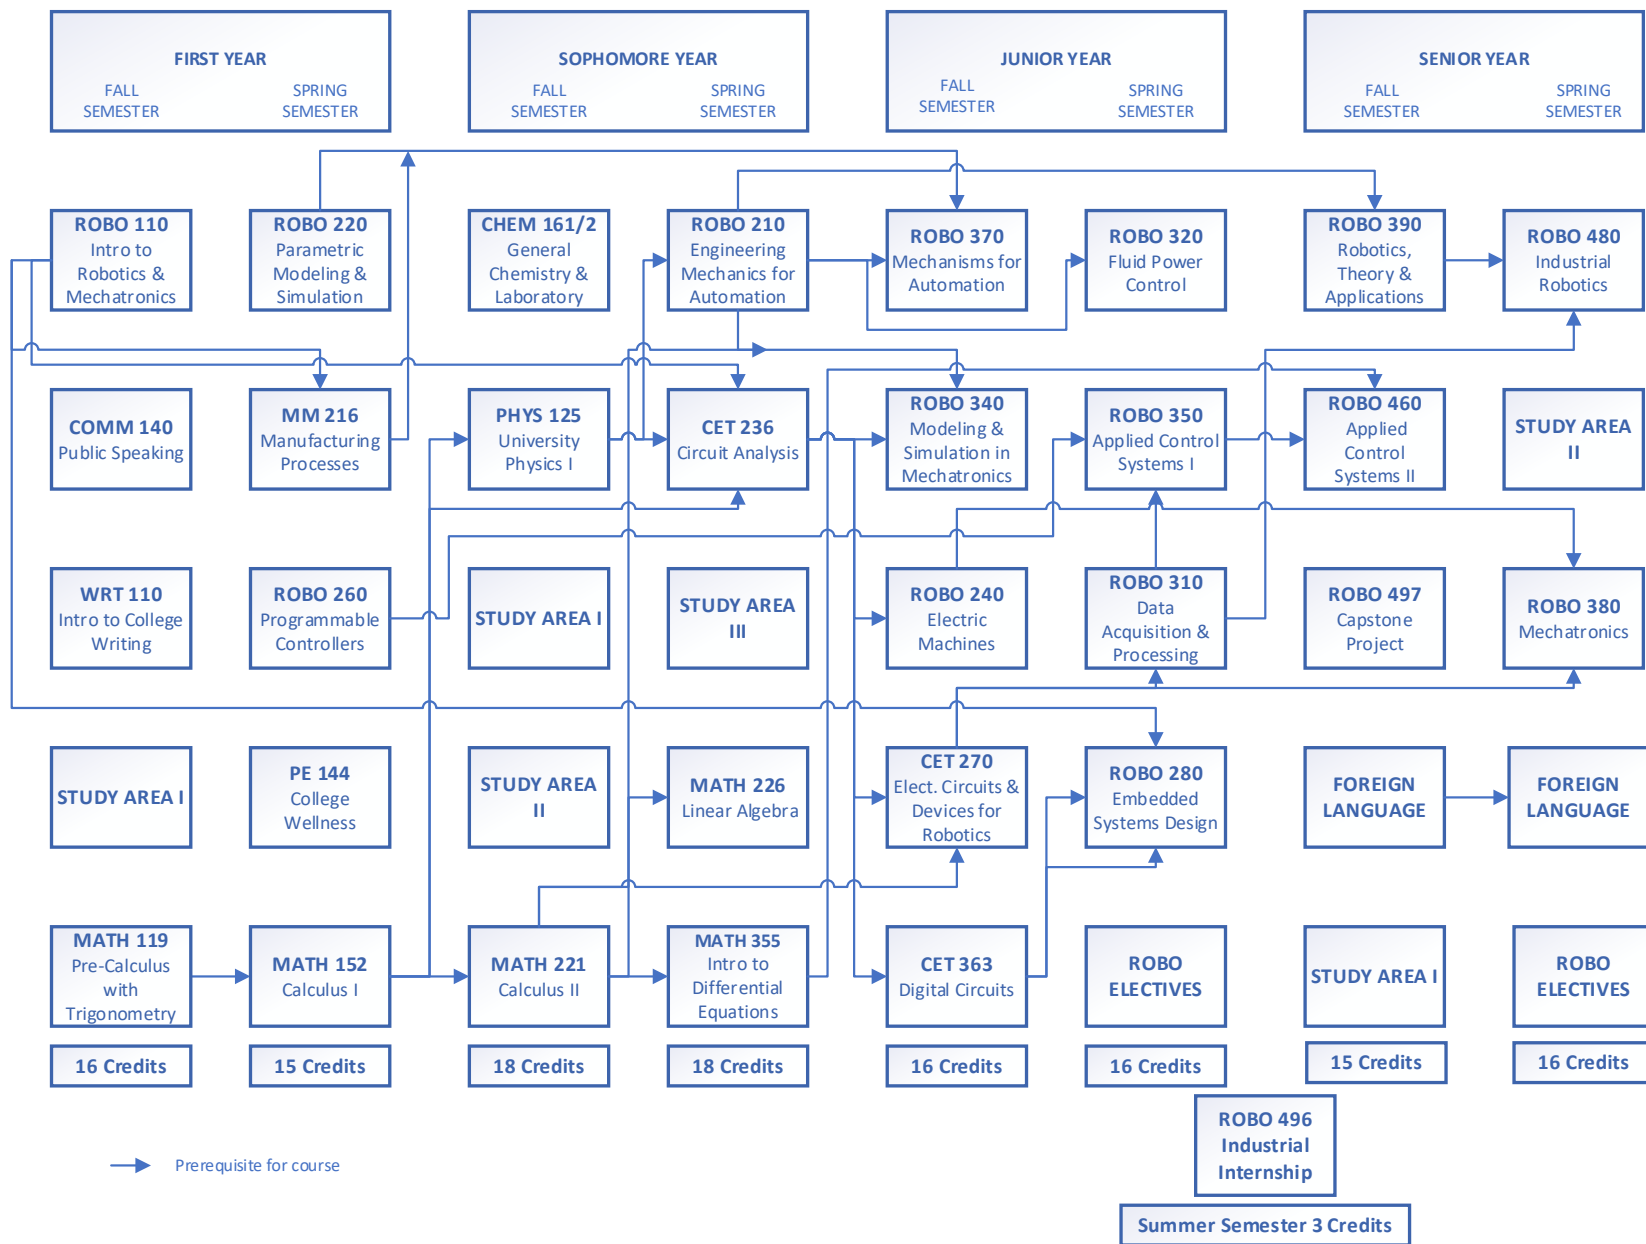 FIRST YEAR
FALL
SEMESTER
SPRING
SEMESTER
SOPHOMORE YEAR
FALL
SEMESTER
SPRING
SEMESTER
JUNIOR YEAR
FALL
SEMESTER
SPRING
SEMESTER
SENIOR YEAR
FALL
SEMESTER
SPRING
SEMESTER
ROBO 110
Intro to
Robotics &
Mechatronics
ROBO 220
Parametric
Modeling &
Simulation
CHEM 161/2
General
Chemistry &
Laboratory
ROBO 210
Engineering
Mechanics for
Automation
ROBO 370
Mechanisms for
Automation
ROBO 320
Fluid Power
Control
ROBO 390
Robotics,
Theory &
Applications
ROBO 480
Industrial
Robotics
COMM 140
Public Speaking
MM 216
Manufacturing
Processes
PHYS 125
University
Physics I
CET 236
Circuit Analysis
ROBO 340
Modeling &
Simulation in
Mechatronics
ROBO 350
Applied Control
Systems I
ROBO 460
Applied
Control
Systems II
STUDY AREA
II
WRT 110
Intro to College
Writing
ROBO 260
Programmable
Controllers
STUDY AREA I
STUDY AREA
III
ROBO 240
Electric
Machines
ROBO 310
Data
Acquisition &
Processing
ROBO 497
Capstone
Project
ROBO 380
Mechatronics
STUDY AREA I
PE 144
College
Wellness
STUDY AREA
II
MATH 226
Linear Algebra
CET 270
Elect. Circuits &
Devices for
Robotics
ROBO 280
Embedded
Systems Design
FOREIGN
LANGUAGE
FOREIGN
LANGUAGE
MATH 119
Pre-Calculus
with
Trigonometry
MATH 152
Calculus I
MATH 221
Calculus II
MATH 355
Intro to
Differential
Equations
CET 363
Digital Circuits
ROBO
ELECTIVES
STUDY AREA I
ROBO
ELECTIVES
16 Credits
15 Credits
18 Credits
18 Credits
16 Credits
16 Credits
15 Credits
16 Credits
ROBO 496
Industrial
Internship
Prerequisite for course
Summer Semester 3 Credits